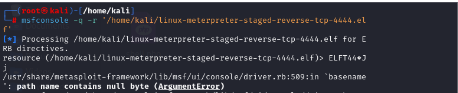 ┌──(root㉿kali)-[/home/kali]
└─# msfconsole -q -r '/home/kali/linux-meterpreter-staged-reverse-tcp-4444.el
f'
[*] Processing /home/kali/linux-meterpreter-staged-reverse-tcp-4444.elf for E
RB directives.
resource (/home/kali/linux-meterpreter-staged-reverse-tcp-4444.elf)> ELFT44*J
j
/usr/share/metasploit-framework/lib/msf/ui/console/driver.rb:509:in `basename
': path name contains null byte (ArgumentError)